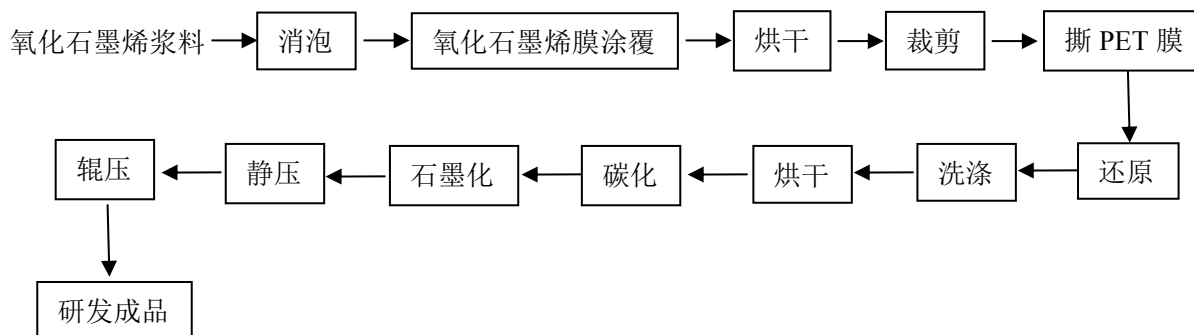 氧化石墨烯浆料
消泡
氧化石墨烯膜涂覆
烘干
裁剪
撕 PET 膜
还原
洗涤
烘干
碳化
石墨化
静压
辊压
研发成品